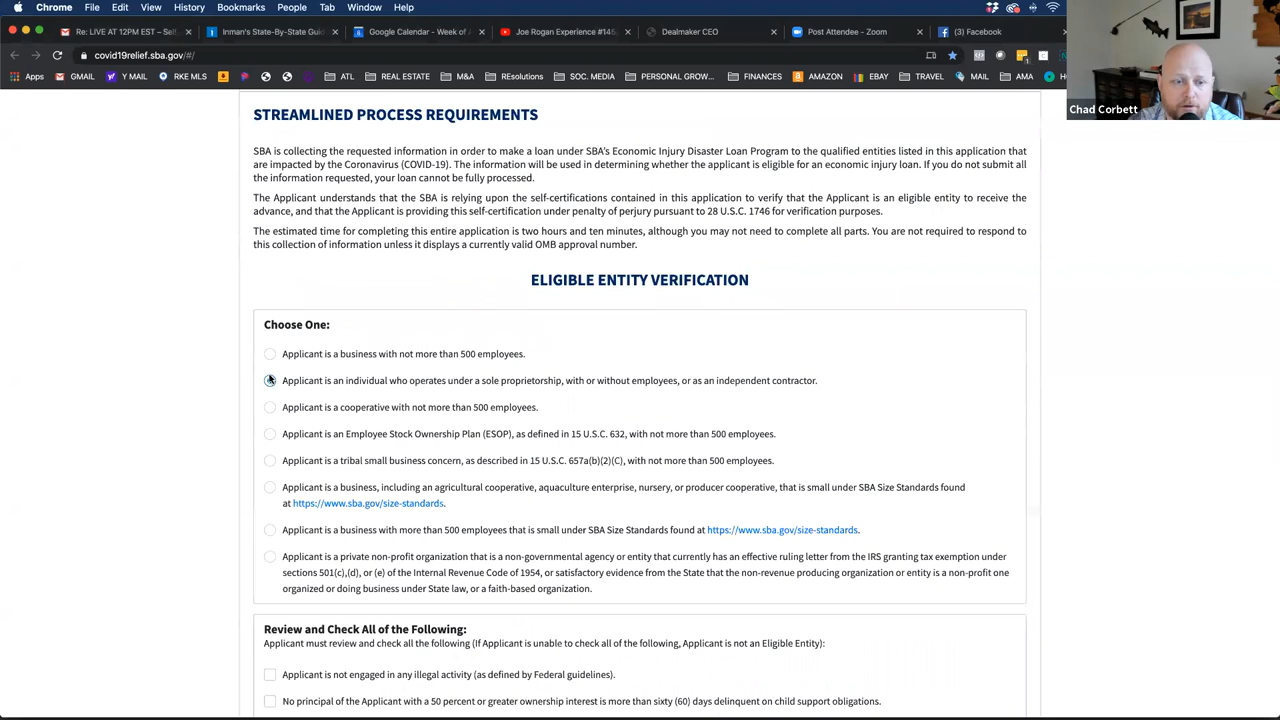 Chrome File Edit View History Bookmarks People Tab Window Help
Re: LIVE AT 12PM EST – Self × Inman's State-By-State Gui × Google Calendar - Week of A × Joe Rogan Experience #145 × Dealmaker CEO × Post Attendee - Zoom × (3) Facebook
covid19relief.sba.gov/#/
Apps GMAIL Y MAIL RKE MLS ATL REAL ESTATE M&A REsolutions SOC. MEDIA PERSONAL GROW... FINANCES AMAZON EBAY TRAVEL MAIL AMA
Chad Corbett
STREAMLINED PROCESS REQUIREMENTS
SBA is collecting the requested information in order to make a loan under SBA's Economic Injury Disaster Loan Program to the qualified entities listed in this application that
are impacted by the Coronavirus (COVID-19). The information will be used in determining whether the applicant is eligible for an economic injury loan. If you do not submit all
the information requested, your loan cannot be fully processed.
The Applicant understands that the SBA is relying upon the self-certifications contained in this application to verify that the Applicant is an eligible entity to receive the
advance, and that the Applicant is providing this self-certification under penalty of perjury pursuant to 28 U.S.C. 1746 for verification purposes.
The estimated time for completing this entire application is two hours and ten minutes, although you may not need to complete all parts. You are not required to respond to
this collection of information unless it displays a currently valid OMB approval number.
ELIGIBLE ENTITY VERIFICATION
Choose One:
Applicant is a business with not more than 500 employees.
Applicant is an individual who operates under a sole proprietorship, with or without employees, or as an independent contractor.
Applicant is a cooperative with not more than 500 employees.
Applicant is an Employee Stock Ownership Plan (ESOP), as defined in 15 U.S.C. 632, with not more than 500 employees.
Applicant is a tribal small business concern, as described in 15 U.S.C. 657a(b)(2)(C), with not more than 500 employees.
Applicant is a business, including an agricultural cooperative, aquaculture enterprise, nursery, or producer cooperative, that is small under SBA Size Standards found
at https://www.sba.gov/size-standards.
Applicant is a business with more than 500 employees that is small under SBA Size Standards found at https://www.sba.gov/size-standards.
Applicant is a private non-profit organization that is a non-governmental agency or entity that currently has an effective ruling letter from the IRS granting tax exemption under
sections 501(c),(d), or (e) of the Internal Revenue Code of 1954, or satisfactory evidence from the State that the non-revenue producing organization or entity is a non-profit one
organized or doing business under State law, or a faith-based organization.
Review and Check All of the Following:
Applicant must review and check all the following (If Applicant is unable to check all of the following, Applicant is not an Eligible Entity):
Applicant is not engaged in any illegal activity (as defined by Federal guidelines).
No principal of the Applicant with a 50 percent or greater ownership interest is more than sixty (60) days delinquent on child support obligations.